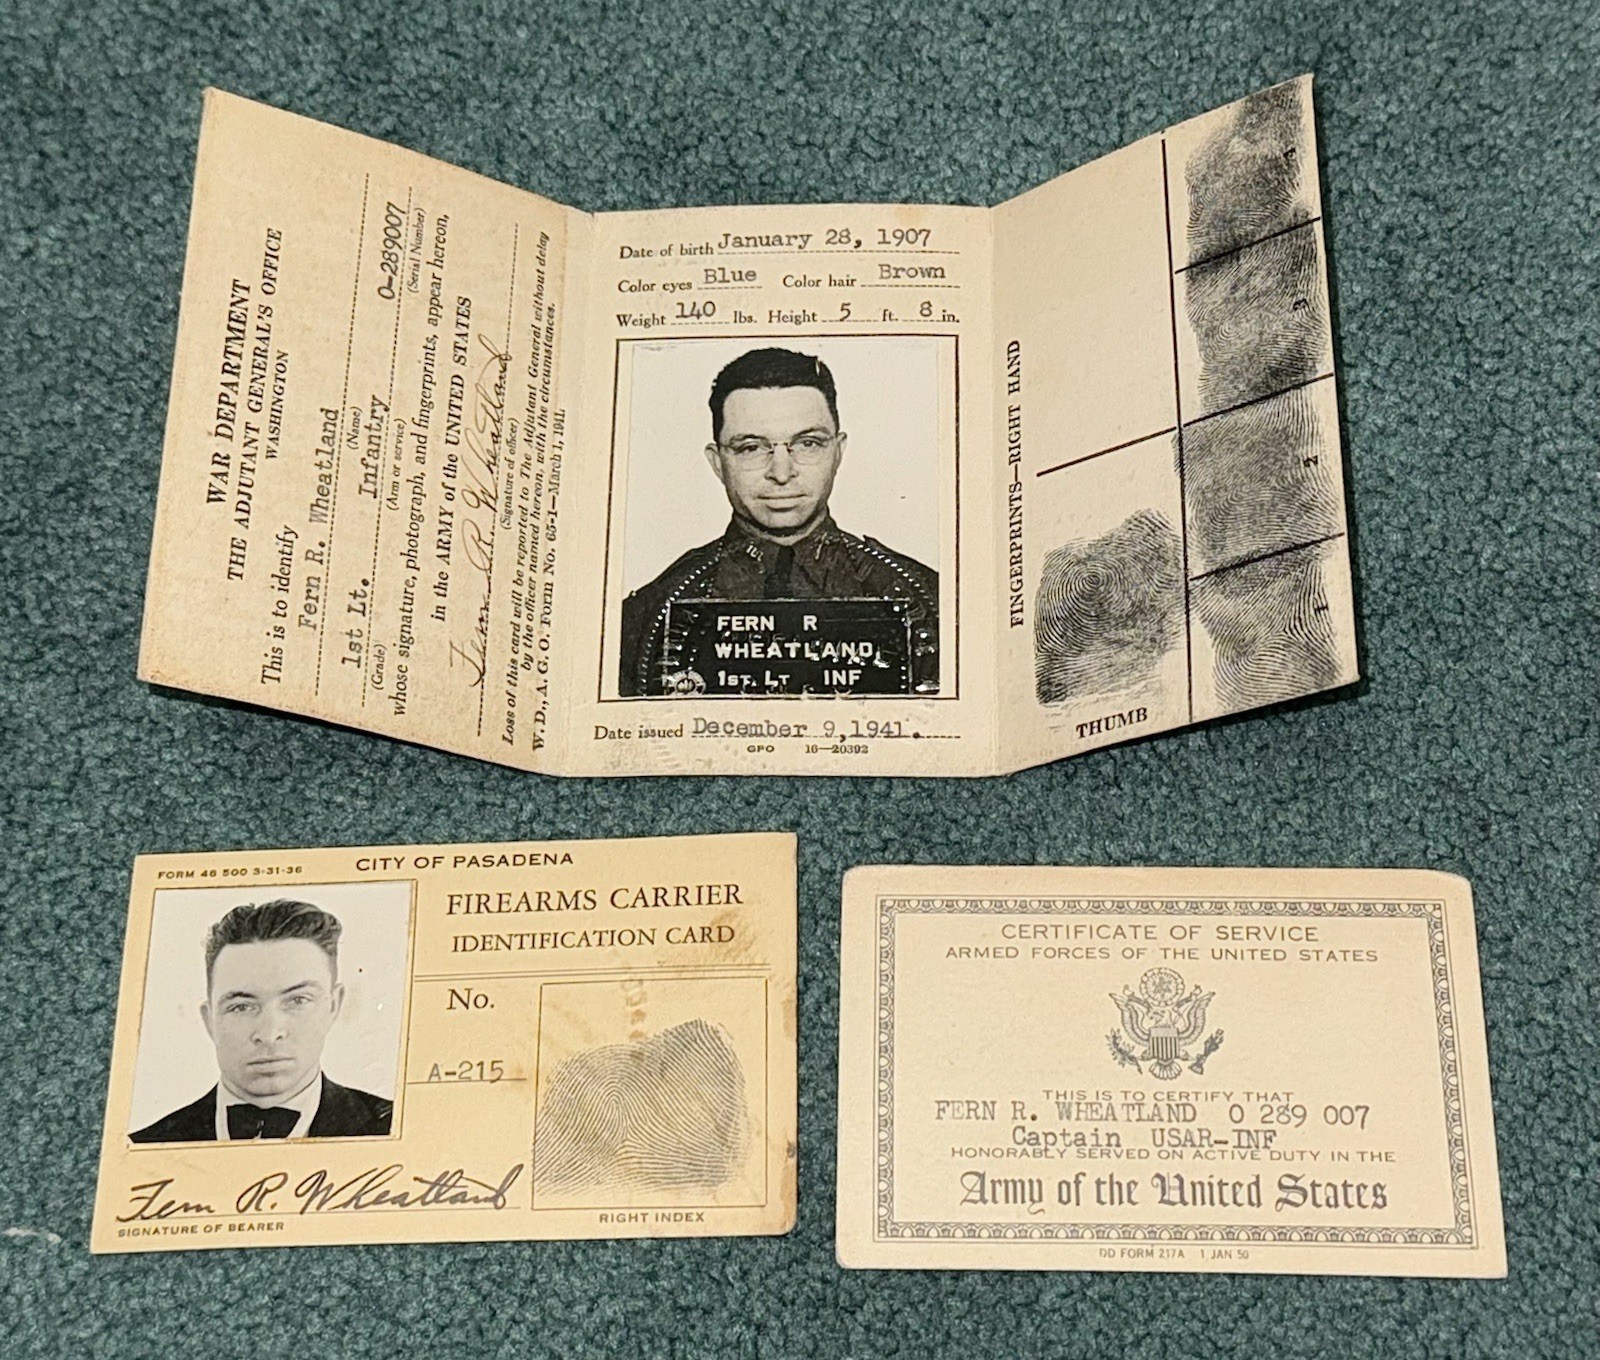 WAR DEPARTMENT
THE ADJUTANT GENERAL'S OFFICE
WASHINGTON
This is to identify
Fern R. Wheatland
(Name)
1st Lt. Infantry O-289007
(Grade) (Arm or service) (Serial Number)
whose signature, photograph, and fingerprints, appear hereon,
in the ARMY of the UNITED STATES
Fern R Wheatland
(Signature of officer)
Loss of this card will be reported to The Adjutant General without delay
by the officer named hereon, with the circumstances.
W. D., A. G. O. Form No. 65-1—March 1, 1941.
Date of birth January 28, 1907
Color eyes Blue Color hair Brown
Weight 140 lbs. Height 5 ft. 8 in.
FERN R
WHEATLAND
1ST. LT INF
Date issued December 9,1941.
GPO 16—20392
FINGERPRINTS—RIGHT HAND
4
3
2
1
THUMB
FORM 46 500 3-31-36
CITY OF PASADENA
FIREARMS CARRIER
IDENTIFICATION CARD
No.
A-215
Fern R. Wheatland
SIGNATURE OF BEARER
RIGHT INDEX
CERTIFICATE OF SERVICE
ARMED FORCES OF THE UNITED STATES
THIS IS TO CERTIFY THAT
FERN R. WHEATLAND O 289 007
Captain USAR-INF
HONORABLY SERVED ON ACTIVE DUTY IN THE
Army of the United States
DD FORM 217A 1 JAN 50